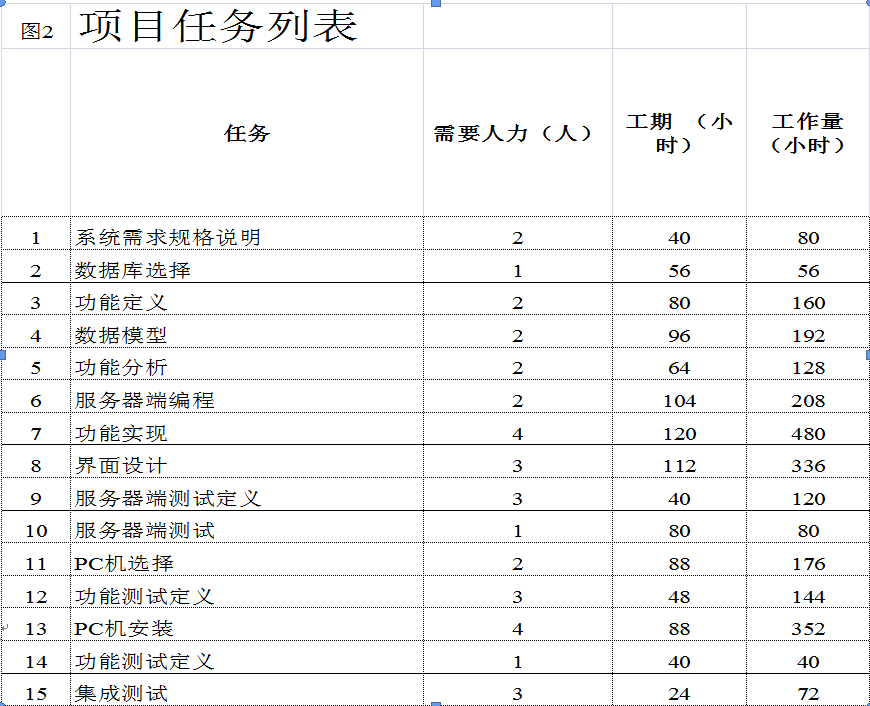 图2 项目任务列表
任务 需要人力（人） 工期 （小时） 工作量（小时）
1 系统需求规格说明 2 40 80
2 数据库选择 1 56 56
3 功能定义 2 80 160
4 数据模型 2 96 192
5 功能分析 2 64 128
6 服务器端编程 2 104 208
7 功能实现 4 120 480
8 界面设计 3 112 336
9 服务器端测试定义 3 40 120
10 服务器端测试 1 80 80
11 PC机选择 2 88 176
12 功能测试定义 3 48 144
13 PC机安装 4 88 352
14 功能测试定义 1 40 40
15 集成测试 3 24 72